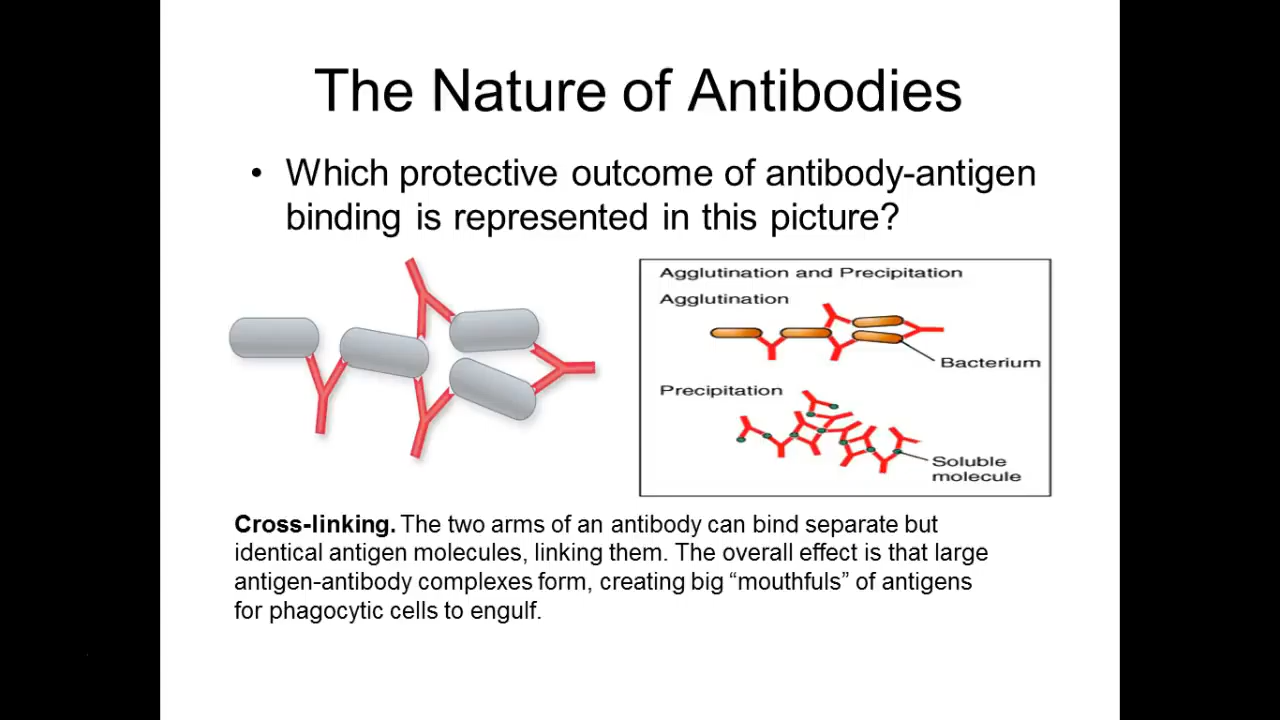 The Nature of Antibodies
• Which protective outcome of antibody-antigen
binding is represented in this picture?
Agglutination and Precipitation
Agglutination
Bacterium
Precipitation
Soluble
molecule
Cross-linking. The two arms of an antibody can bind separate but
identical antigen molecules, linking them. The overall effect is that large
antigen-antibody complexes form, creating big “mouthfuls” of antigens
for phagocytic cells to engulf.